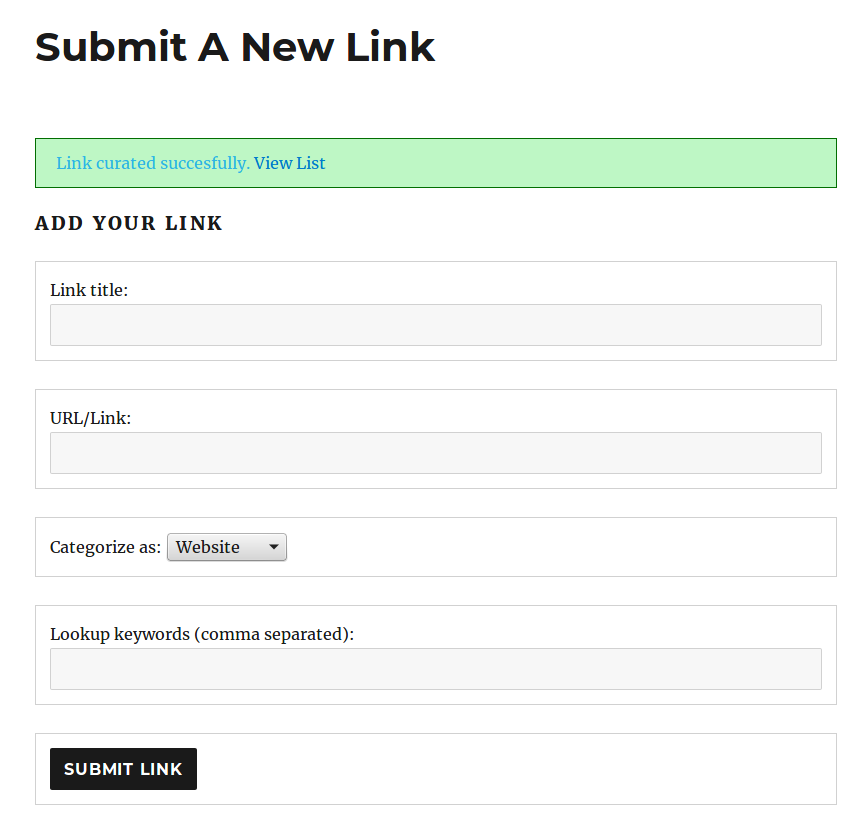 Submit A New Link
Link curated succesfully. View List
ADD YOUR LINK
Link title:
URL/Link:
Categorize as: Website
Lookup keywords (comma separated):
SUBMIT LINK